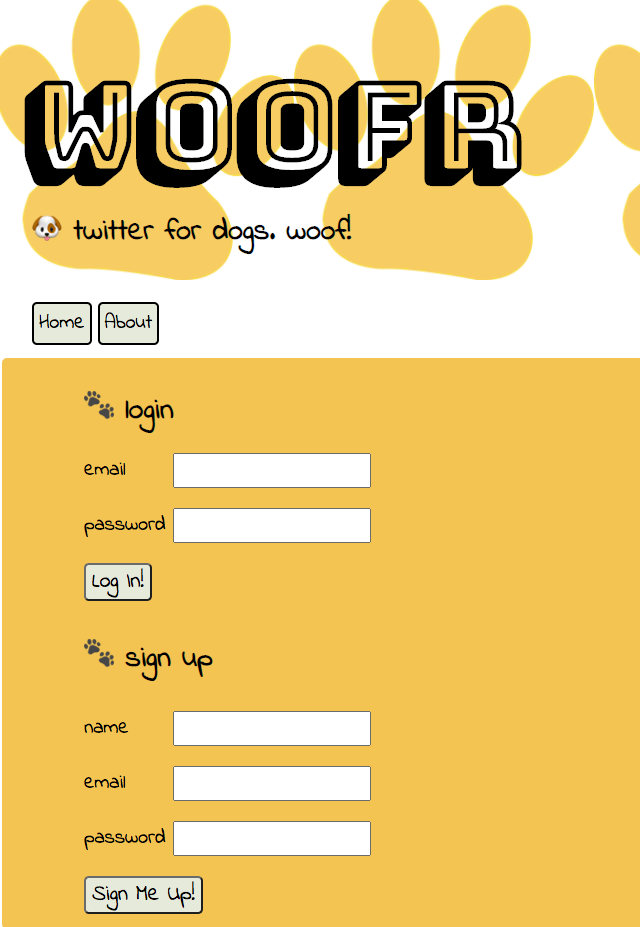 WOOFR
🐶 twitter for dogs. woof!
Home About
🐾 login
email
password
Log In!
🐾 sign up
name
email
password
Sign Me Up!